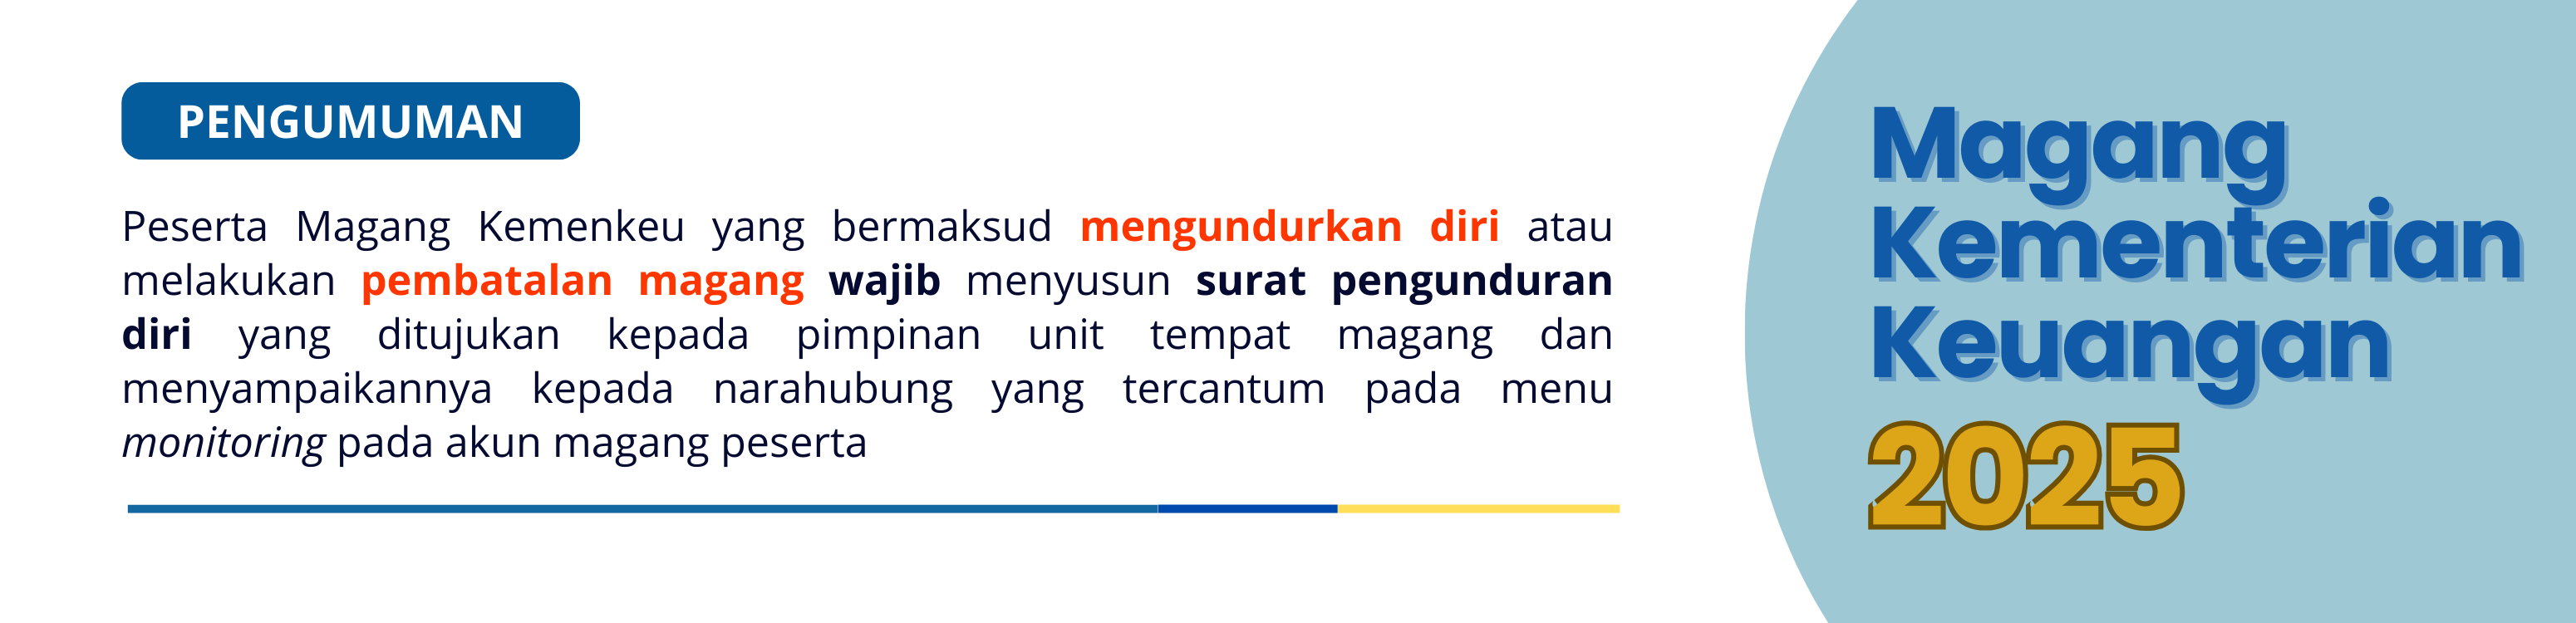 PENGUMUMAN
Peserta Magang Kemenkeu yang bermaksud mengundurkan diri atau
melakukan pembatalan magang wajib menyusun surat pengunduran
diri yang ditujukan kepada pimpinan unit tempat magang dan
menyampaikannya kepada narahubung yang tercantum pada menu
monitoring pada akun magang peserta
Magang
Kementerian
Keuangan
2025